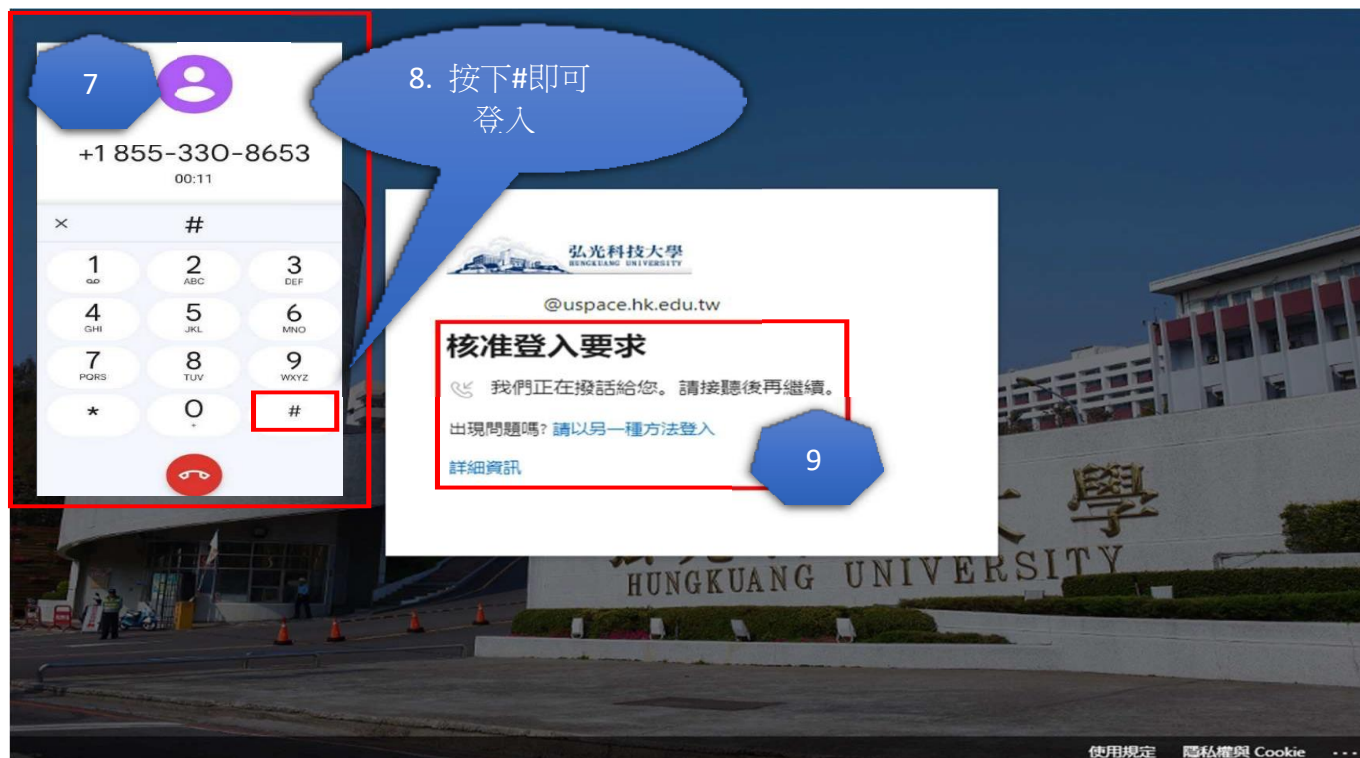 7
8. 按下#即可
登入
+1 855-330-8653
00:11
× #
1 2 3
ABC DEF
4 5 6
GHI JKL MNO
7 8 9
PQRS TUV WXYZ
* 0 #
+
弘光科技大學
HUNGKUANG UNIVERSITY
@uspace.hk.edu.tw
核准登入要求
我們正在撥話給您。請接聽後再繼續。
出現問題嗎? 請以另一種方法登入
詳細資訊
9
大學
HUNGKUANG UNIVERSITY
使用規定 隱私權與 Cookie ...